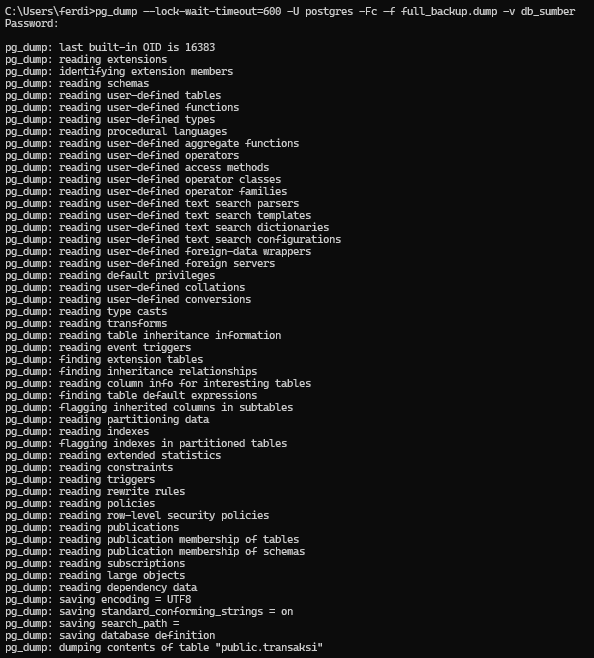 C:\Users\ferdi>pg_dump --lock-wait-timeout=600 -U postgres -Fc -f full_backup.dump -v db_sumber
Password:

pg_dump: last built-in OID is 16383
pg_dump: reading extensions
pg_dump: identifying extension members
pg_dump: reading schemas
pg_dump: reading user-defined tables
pg_dump: reading user-defined functions
pg_dump: reading user-defined types
pg_dump: reading procedural languages
pg_dump: reading user-defined aggregate functions
pg_dump: reading user-defined operators
pg_dump: reading user-defined access methods
pg_dump: reading user-defined operator classes
pg_dump: reading user-defined operator families
pg_dump: reading user-defined text search parsers
pg_dump: reading user-defined text search templates
pg_dump: reading user-defined text search dictionaries
pg_dump: reading user-defined text search configurations
pg_dump: reading user-defined foreign-data wrappers
pg_dump: reading user-defined foreign servers
pg_dump: reading default privileges
pg_dump: reading user-defined collations
pg_dump: reading user-defined conversions
pg_dump: reading type casts
pg_dump: reading transforms
pg_dump: reading table inheritance information
pg_dump: reading event triggers
pg_dump: finding extension tables
pg_dump: finding inheritance relationships
pg_dump: reading column info for interesting tables
pg_dump: finding table default expressions
pg_dump: flagging inherited columns in subtables
pg_dump: reading partitioning data
pg_dump: reading indexes
pg_dump: flagging indexes in partitioned tables
pg_dump: reading extended statistics
pg_dump: reading constraints
pg_dump: reading triggers
pg_dump: reading rewrite rules
pg_dump: reading policies
pg_dump: reading row-level security policies
pg_dump: reading publications
pg_dump: reading publication membership of tables
pg_dump: reading publication membership of schemas
pg_dump: reading subscriptions
pg_dump: reading large objects
pg_dump: reading dependency data
pg_dump: saving encoding = UTF8
pg_dump: saving standard_conforming_strings = on
pg_dump: saving search_path =
pg_dump: saving database definition
pg_dump: dumping contents of table "public.transaksi"